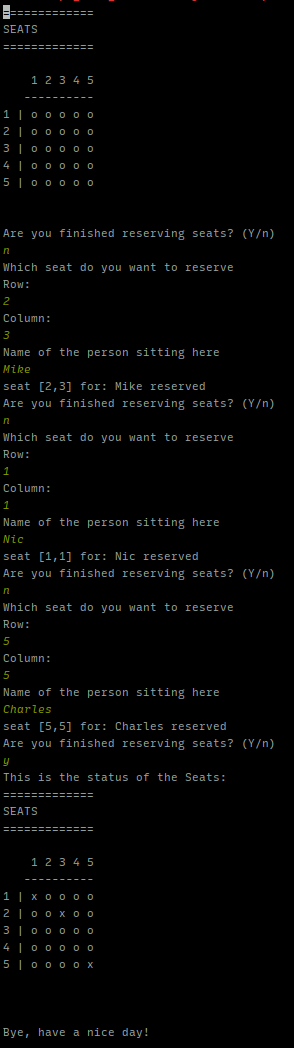 =============
SEATS
=============
    1 2 3 4 5
   ----------
1 | o o o o o
2 | o o o o o
3 | o o o o o
4 | o o o o o
5 | o o o o o
Are you finished reserving seats? (Y/n)
n
Which seat do you want to reserve
Row:
2
Column:
3
Name of the person sitting here
Mike
seat [2,3] for: Mike reserved
Are you finished reserving seats? (Y/n)
n
Which seat do you want to reserve
Row:
1
Column:
1
Name of the person sitting here
Nic
seat [1,1] for: Nic reserved
Are you finished reserving seats? (Y/n)
n
Which seat do you want to reserve
Row:
5
Column:
5
Name of the person sitting here
Charles
seat [5,5] for: Charles reserved
Are you finished reserving seats? (Y/n)
y
This is the status of the Seats:
=============
SEATS
=============
    1 2 3 4 5
   ----------
1 | x o o o o
2 | o o x o o
3 | o o o o o
4 | o o o o o
5 | o o o o x
Bye, have a nice day!